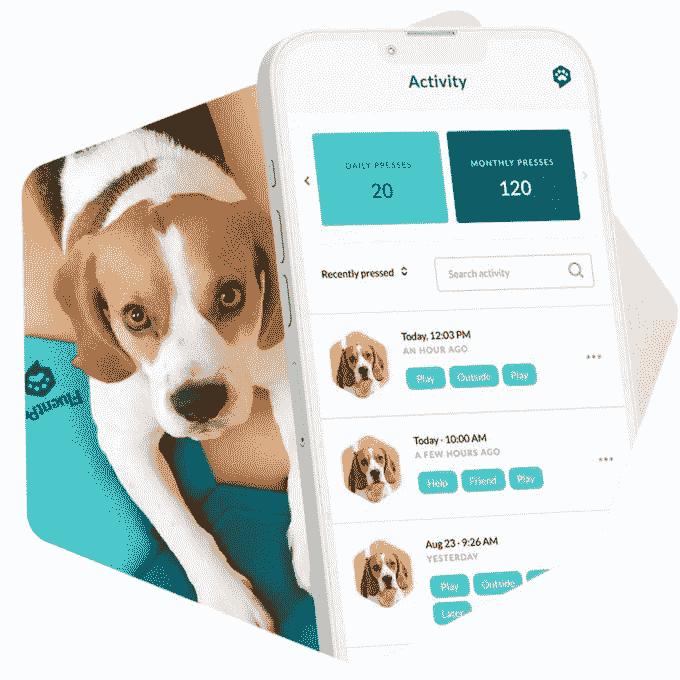 Activity
DAILY PRESSES
20
MONTHLY PRESSES
120
Recently pressed
Search activity
Today, 12:03 PM
AN HOUR AGO
Play Outside Play
Today · 10:00 AM
A FEW HOURS AGO
Help Friend Play
Aug 23 · 9:26 AM
YESTERDAY
Play Outside
Later